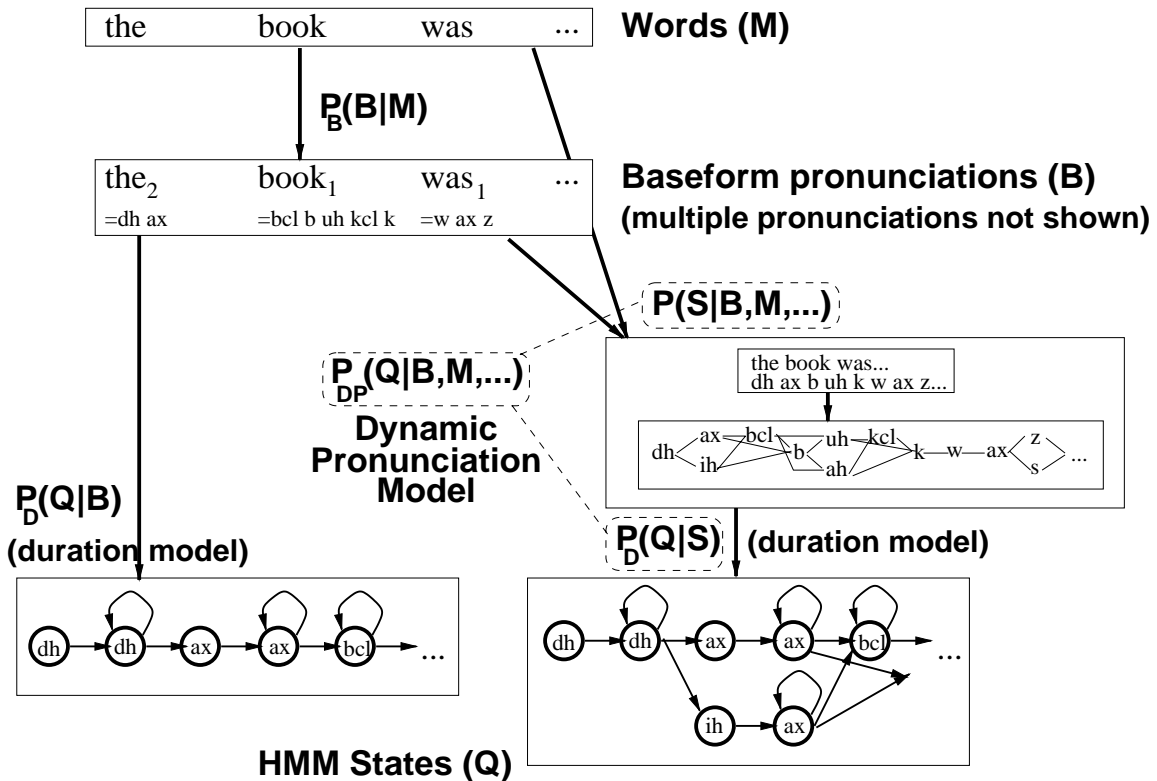 the book was ... Words (M)
P_B(B|M)
the_2 book_1 was_1 ... Baseform pronunciations (B)
=dh ax =bcl b uh kcl k =w ax z (multiple pronunciations not shown)
P(S|B,M,...)
the book was...
dh ax b uh k w ax z...
P_DP(Q|B,M,...)
Dynamic
Pronunciation
Model
ax bcl uh kcl z
dh b k w ax ...
ih ah s
P_D(Q|B)
(duration model)
P_D(Q|S) (duration model)
dh dh ax ax bcl ...
dh dh ax ax bcl ...
ih ax
HMM States (Q)